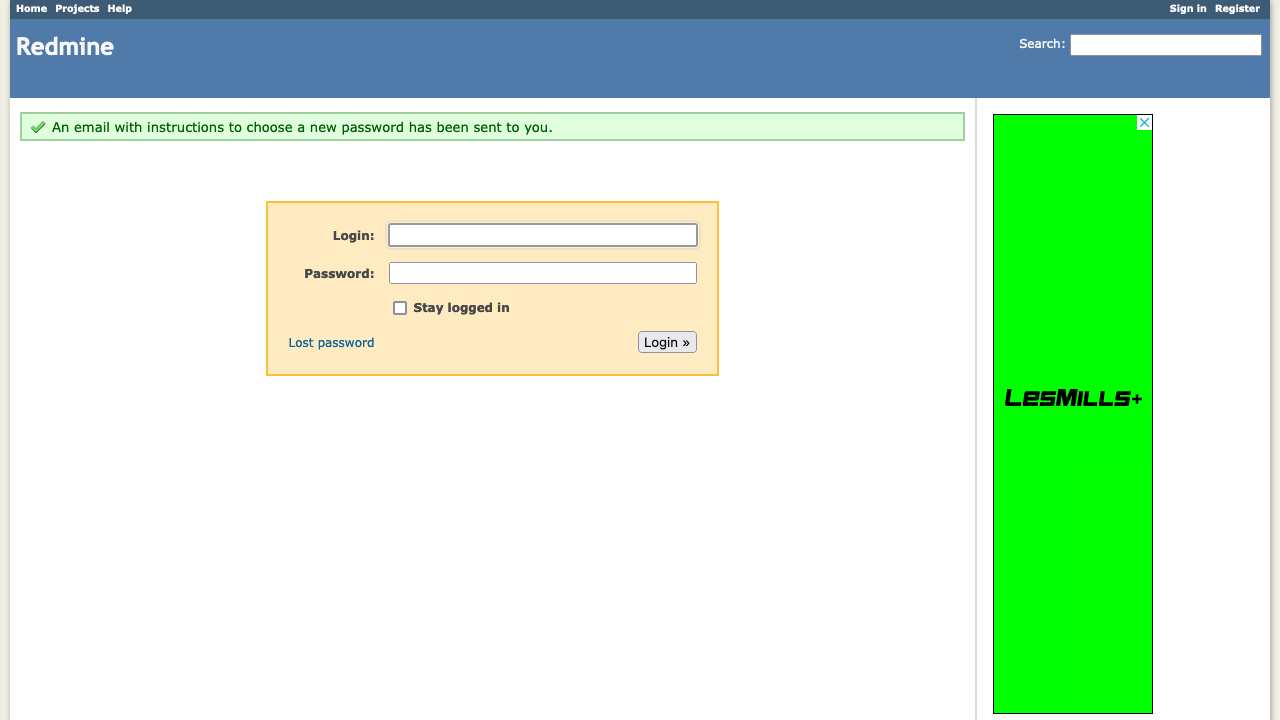 Home Projects Help Sign in Register
Redmine
Search:
An email with instructions to choose a new password has been sent to you.
Login:
Password:
Stay logged in
Lost password
Login »
LesMills+